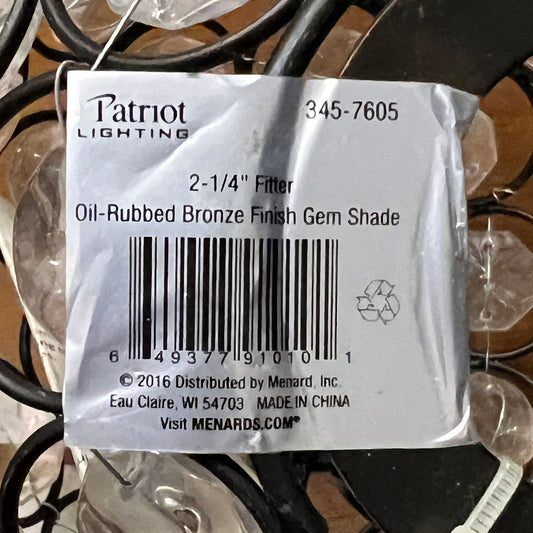 Patriot
LIGHTING
345-7605
2-1/4" Fitter
Oil-Rubbed Bronze Finish Gem Shade
6 49377 91010 1
© 2016 Distributed by Menard, Inc.
Eau Claire, WI 54703 MADE IN CHINA
Visit MENARDS.COM®